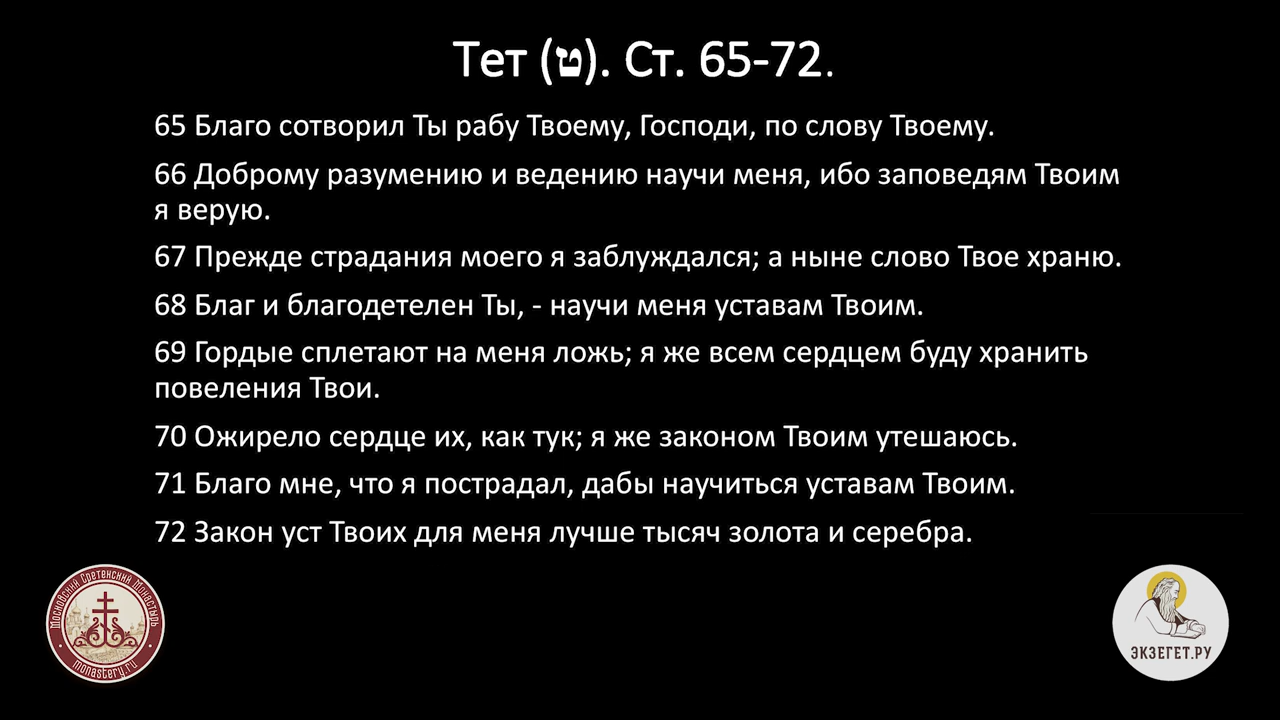 Тет (ט). Ст. 65-72.
65 Благо сотворил Ты рабу Твоему, Господи, по слову Твоему.
66 Доброму разумению и ведению научи меня, ибо заповедям Твоим
я верую.
67 Прежде страдания моего я заблуждался; а ныне слово Твое храню.
68 Благ и благодетелен Ты, - научи меня уставам Твоим.
69 Гордые сплетают на меня ложь; я же всем сердцем буду хранить
повеления Твои.
70 Ожирело сердце их, как тук; я же законом Твоим утешаюсь.
71 Благо мне, что я пострадал, дабы научиться уставам Твоим.
72 Закон уст Твоих для меня лучше тысяч золота и серебра.
Московский Сретенский Монастырь
monastery.ru
ЭКЗЕГЕТ.РУ